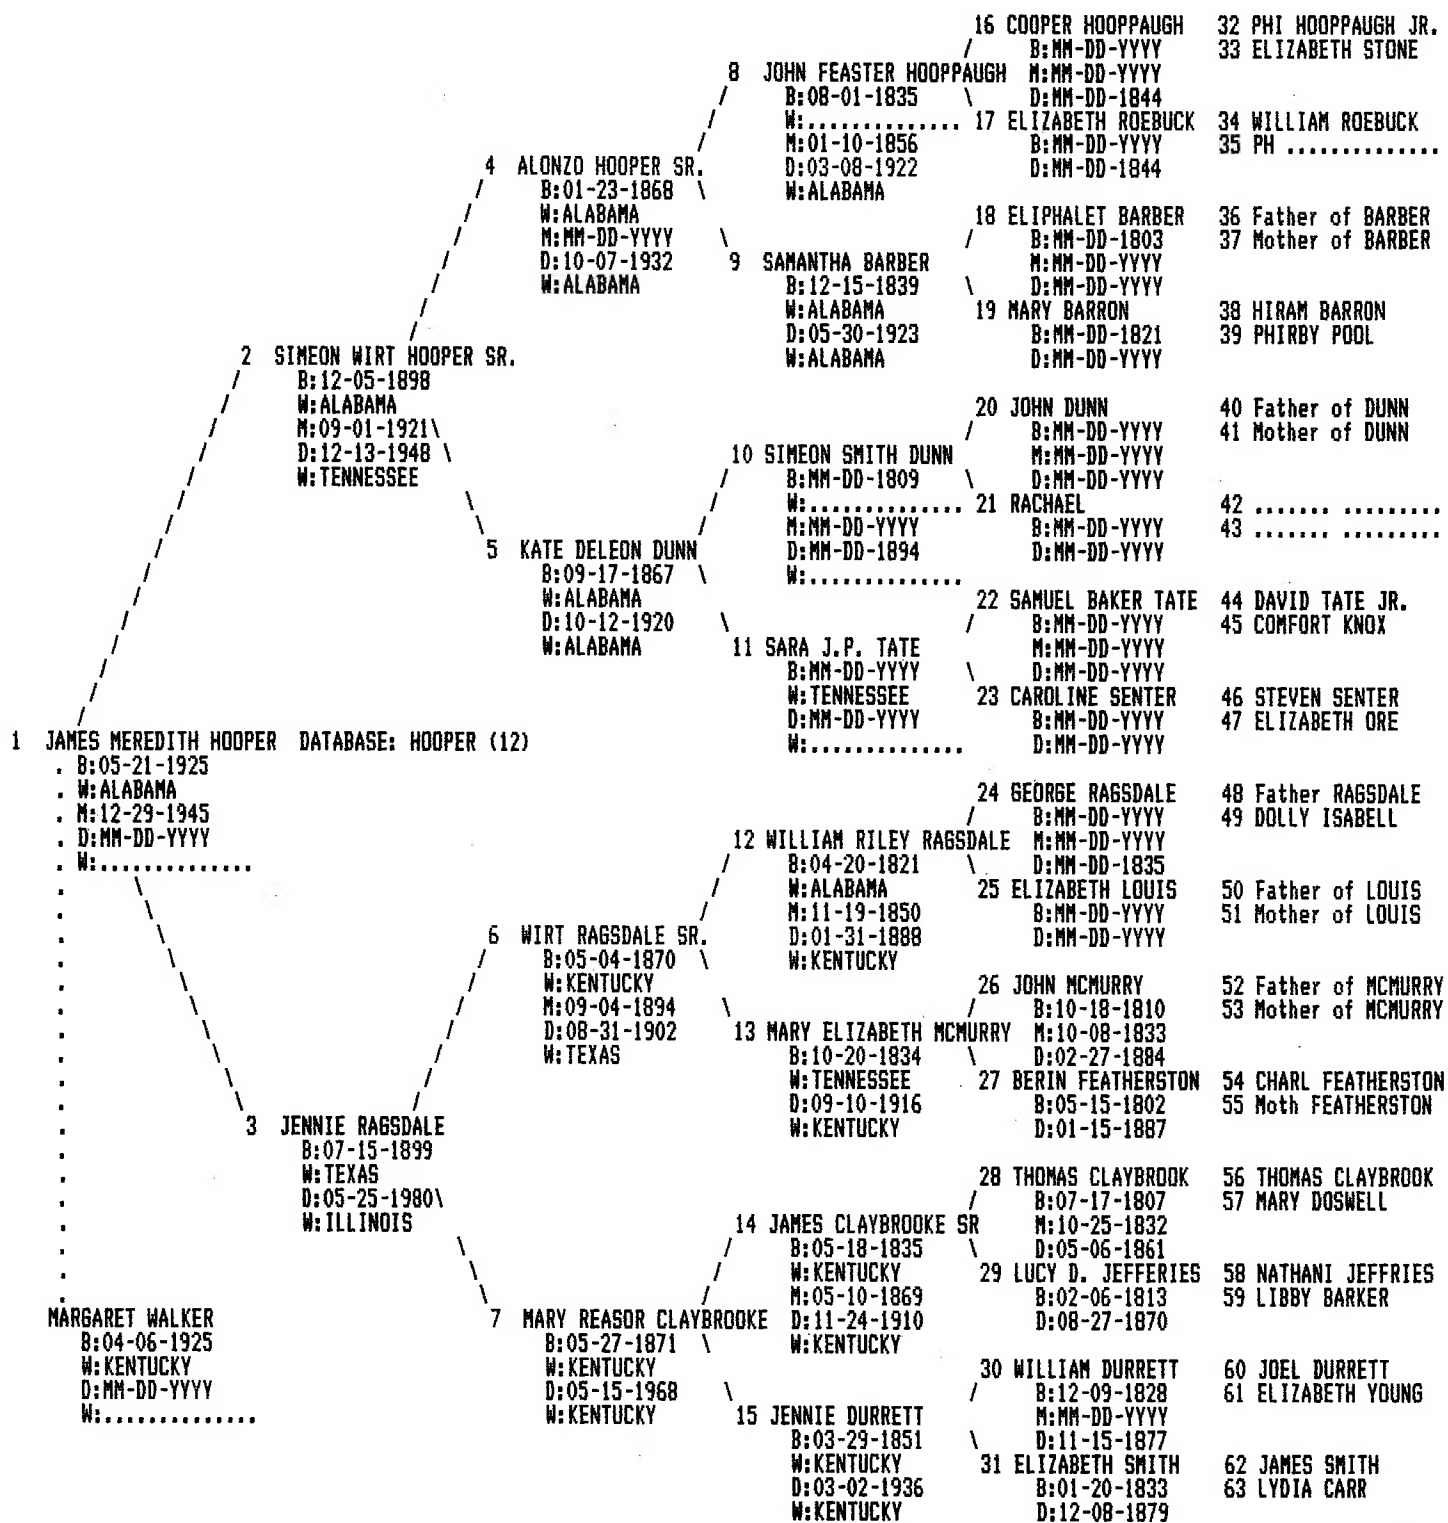 16 COOPER HOOPPAUGH 32 PHI HOOPPAUGH JR.
B:MM-DD-YYYY 33 ELIZABETH STONE
8 JOHN FEASTER HOOPPAUGH M:MM-DD-YYYY
B:08-01-1835 D:MM-DD-1844
W:.............. 17 ELIZABETH ROEBUCK 34 WILLIAM ROEBUCK
M:01-10-1856 B:MM-DD-YYYY 35 PH ..............
4 ALONZO HOOPER SR. D:03-08-1922 D:MM-DD-1844
B:01-23-1868 W:ALABAMA
W:ALABAMA 18 ELIPHALET BARBER 36 Father of BARBER
M:MM-DD-YYYY B:MM-DD-1803 37 Mother of BARBER
D:10-07-1932 9 SAMANTHA BARBER M:MM-DD-YYYY
W:ALABAMA B:12-15-1839 D:MM-DD-YYYY
W:ALABAMA 19 MARY BARRON 38 HIRAM BARRON
D:05-30-1923 B:MM-DD-1821 39 PHIRBY POOL
2 SIMEON WIRT HOOPER SR. W:ALABAMA D:MM-DD-YYYY
B:12-05-1898
W:ALABAMA 20 JOHN DUNN 40 Father of DUNN
M:09-01-1921 B:MM-DD-YYYY 41 Mother of DUNN
D:12-13-1948 10 SIMEON SMITH DUNN M:MM-DD-YYYY
W:TENNESSEE B:MM-DD-1809 D:MM-DD-YYYY
W:.............. 21 RACHAEL 42 ....... .........
M:MM-DD-YYYY B:MM-DD-YYYY 43 ....... .........
5 KATE DELEON DUNN D:MM-DD-1894 D:MM-DD-YYYY
B:09-17-1867 W:..............
W:ALABAMA 22 SAMUEL BAKER TATE 44 DAVID TATE JR.
D:10-12-1920 B:MM-DD-YYYY 45 COMFORT KNOX
W:ALABAMA 11 SARA J.P. TATE M:MM-DD-YYYY
B:MM-DD-YYYY D:MM-DD-YYYY
W:TENNESSEE 23 CAROLINE SENTER 46 STEVEN SENTER
D:MM-DD-YYYY B:MM-DD-YYYY 47 ELIZABETH ORE
1 JAMES MEREDITH HOOPER DATABASE: HOOPER (12) W:.............. D:MM-DD-YYYY
. B:05-21-1925
. W:ALABAMA 24 GEORGE RAGSDALE 48 Father RAGSDALE
. M:12-29-1945 B:MM-DD-YYYY 49 DOLLY ISABELL
. D:MM-DD-YYYY 12 WILLIAM RILEY RAGSDALE M:MM-DD-YYYY
. W:.............. B:04-20-1821 D:MM-DD-1835
W:ALABAMA 25 ELIZABETH LOUIS 50 Father of LOUIS
M:11-19-1850 B:MM-DD-YYYY 51 Mother of LOUIS
6 WIRT RAGSDALE SR. D:01-31-1888 D:MM-DD-YYYY
B:05-04-1870 W:KENTUCKY
W:KENTUCKY 26 JOHN MCMURRY 52 Father of MCMURRY
M:09-04-1894 B:10-18-1810 53 Mother of MCMURRY
D:08-31-1902 13 MARY ELIZABETH MCMURRY M:10-08-1833
W:TEXAS B:10-20-1834 D:02-27-1884
W:TENNESSEE 27 BERIN FEATHERSTON 54 CHARL FEATHERSTON
D:09-10-1916 B:05-15-1802 55 Moth FEATHERSTON
3 JENNIE RAGSDALE W:KENTUCKY D:01-15-1887
B:07-15-1899
W:TEXAS 28 THOMAS CLAYBROOK 56 THOMAS CLAYBROOK
D:05-25-1980 B:07-17-1807 57 MARY DOSWELL
W:ILLINOIS 14 JAMES CLAYBROOKE SR M:10-25-1832
B:05-18-1835 D:05-06-1861
W:KENTUCKY 29 LUCY D. JEFFERIES 58 NATHANI JEFFRIES
M:05-10-1869 B:02-06-1813 59 LIBBY BARKER
MARGARET WALKER 7 MARY REASOR CLAYBROOKE D:11-24-1910 D:08-27-1870
B:04-06-1925 B:05-27-1871 W:KENTUCKY
W:KENTUCKY W:KENTUCKY 30 WILLIAM DURRETT 60 JOEL DURRETT
D:MM-DD-YYYY D:05-15-1968 B:12-09-1828 61 ELIZABETH YOUNG
W:.............. W:KENTUCKY 15 JENNIE DURRETT M:MM-DD-YYYY
B:03-29-1851 D:11-15-1877
W:KENTUCKY 31 ELIZABETH SMITH 62 JAMES SMITH
D:03-02-1936 B:01-20-1833 63 LYDIA CARR
W:KENTUCKY D:12-08-1879